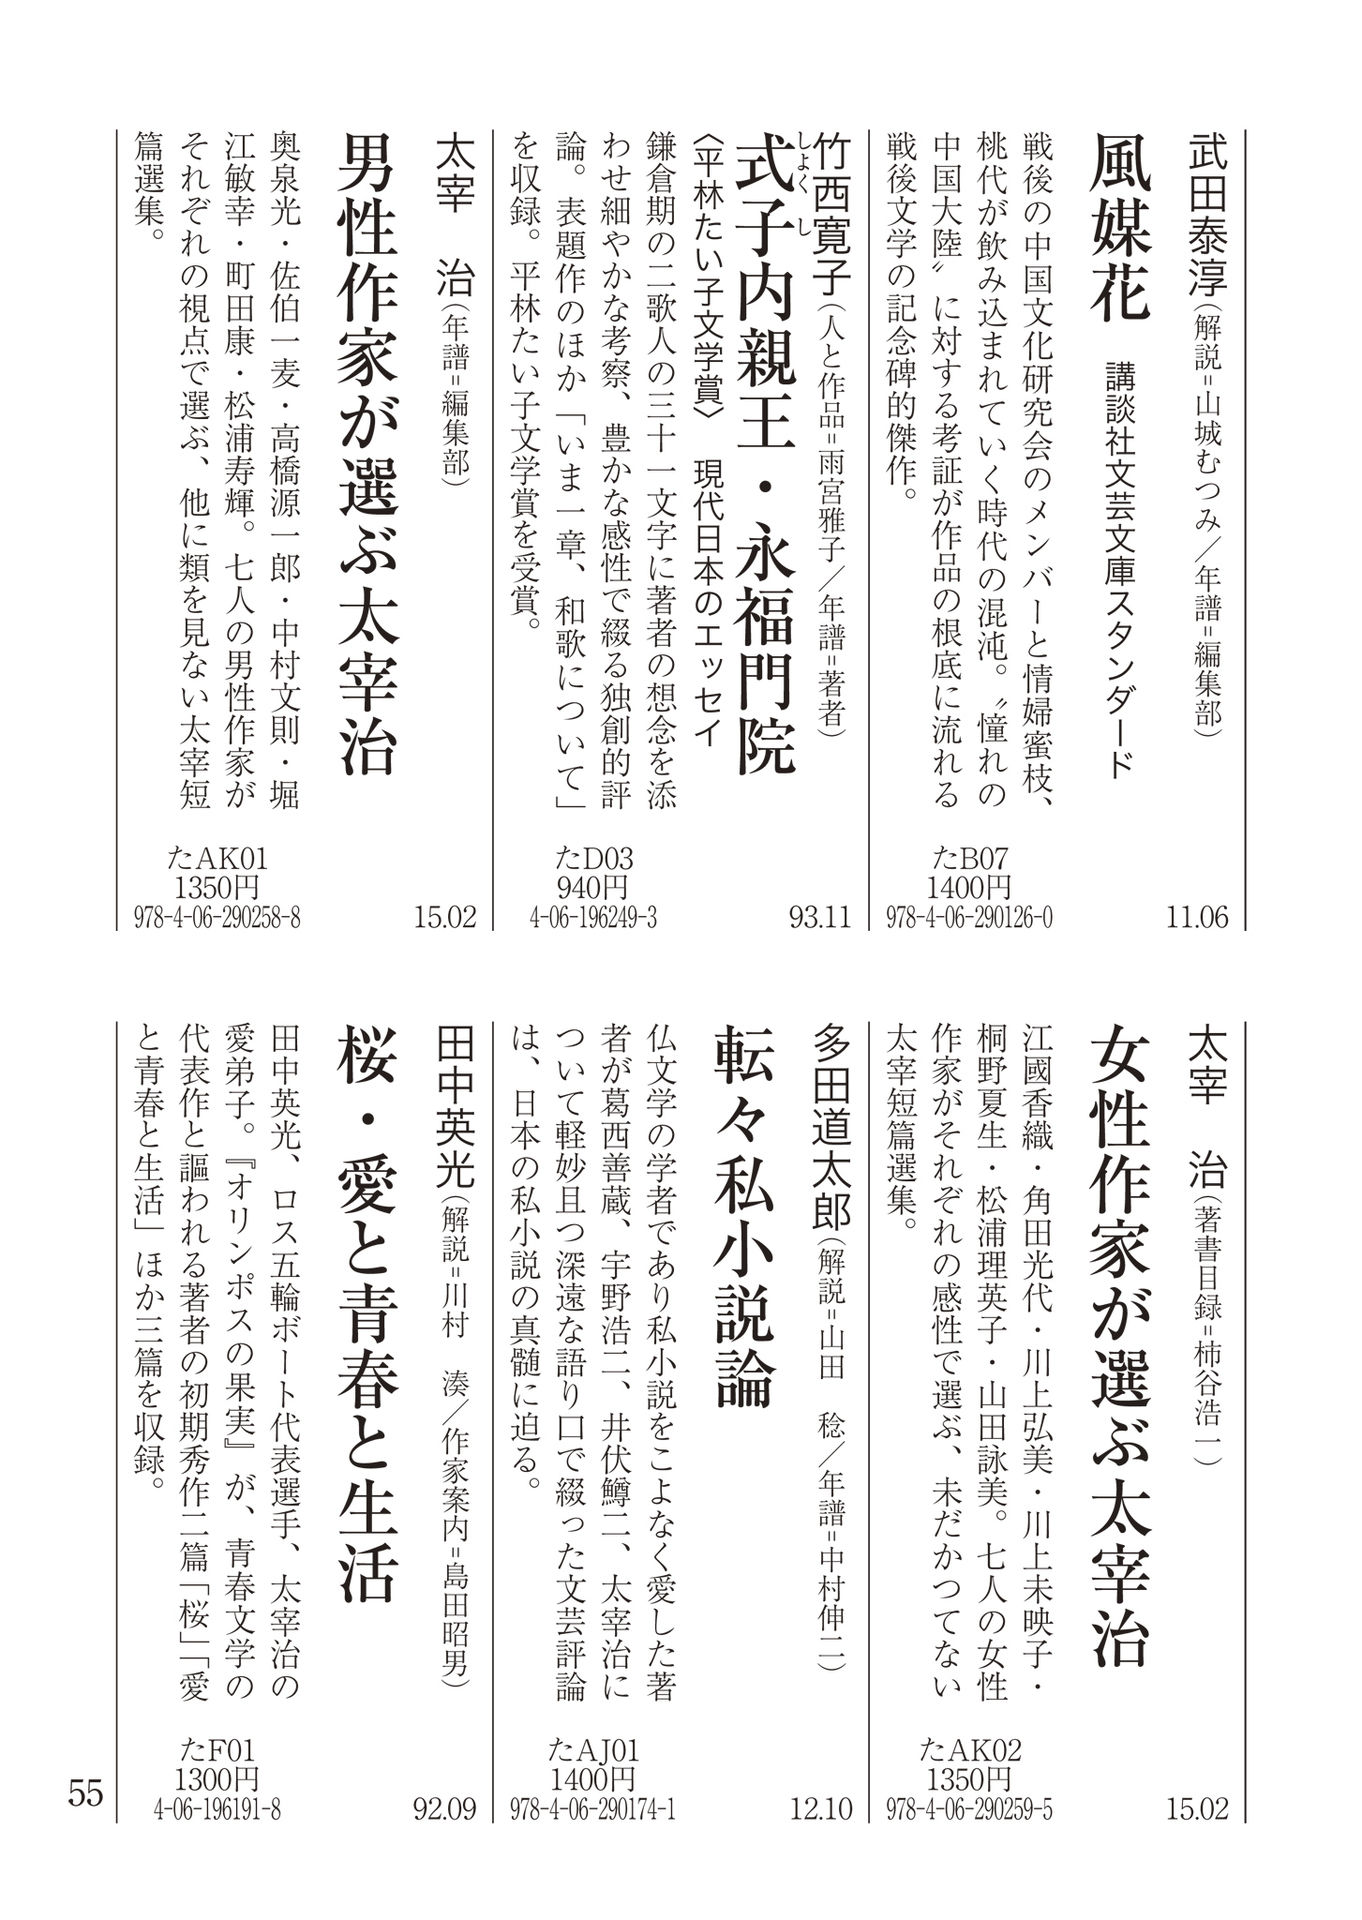 武田泰淳（解説＝山城むつみ／年譜＝編集部）
風媒花　講談社文芸文庫スタンダード
戦後の中国文化研究会のメンバーと情婦蜜枝、
桃代が飲み込まれていく時代の混沌。〝憧れの
中国大陸〟に対する考証が作品の根底に流れる
戦後文学の記念碑的傑作。
たB07
1400円
978-4-06-290126-0
11.06
竹西寛子（人と作品＝雨宮雅子／年譜＝著者）
しょくし
式子内親王・永福門院
〈平林たい子文学賞〉　現代日本のエッセイ
鎌倉期の二歌人の三十一文字に著者の想念を添
わせ細やかな考察、豊かな感性で綴る独創的評
論。表題作のほか「いま一章、和歌について」
を収録。平林たい子文学賞を受賞。
たD03
940円
4-06-196249-3
93.11
太宰　治（年譜＝編集部）
男性作家が選ぶ太宰治
奥泉光・佐伯一麦・高橋源一郎・中村文則・堀
江敏幸・町田康・松浦寿輝。七人の男性作家が
それぞれの視点で選ぶ、他に類を見ない太宰短
篇選集。
たAK01
1350円
978-4-06-290258-8
15.02
太宰　治（著書目録＝柿谷浩一）
女性作家が選ぶ太宰治
江國香織・角田光代・川上弘美・川上未映子・
桐野夏生・松浦理英子・山田詠美。七人の女性
作家がそれぞれの感性で選ぶ、未だかつてない
太宰短篇選集。
たAK02
1350円
978-4-06-290259-5
15.02
多田道太郎（解説＝山田　稔／年譜＝中村伸二）
転々私小説論
仏文学の学者であり私小説をこよなく愛した著
者が葛西善蔵、宇野浩二、井伏鱒二、太宰治に
ついて軽妙且つ深遠な語り口で綴った文芸評論
は、日本の私小説の真髄に迫る。
たAJ01
1400円
978-4-06-290174-1
12.10
田中英光（解説＝川村　湊／作家案内＝島田昭男）
桜・愛と青春と生活
田中英光、ロス五輪ボート代表選手、太宰治の
愛弟子。『オリンポスの果実』が、青春文学の
代表作と謳われる著者の初期秀作二篇「桜」「愛
と青春と生活」ほか三篇を収録。
たF01
1300円
4-06-196191-8
92.09
55